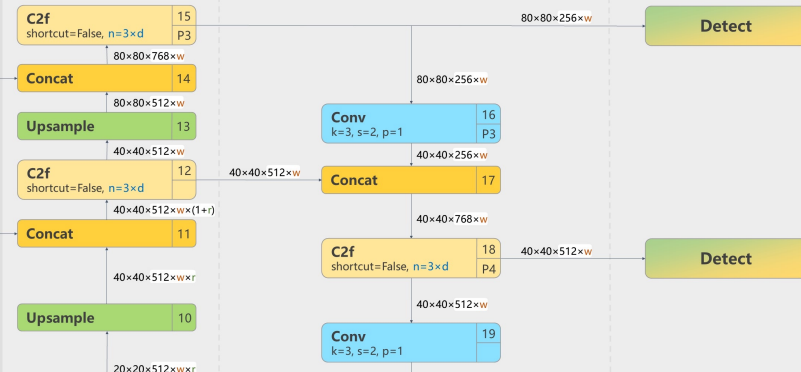 C2f 15
shortcut=False, n=3×d P3
80×80×256×w
Detect
80×80×768×w
Concat 14
80×80×256×w
80×80×512×w
Upsample 13
Conv 16
k=3, s=2, p=1 P3
40×40×512×w
40×40×256×w
C2f 12
shortcut=False, n=3×d
40×40×512×w
Concat 17
40×40×512×w×(1+r)
40×40×768×w
Concat 11
C2f 18
shortcut=False, n=3×d P4
40×40×512×w
Detect
40×40×512×w×r
40×40×512×w
Upsample 10
Conv 19
k=3, s=2, p=1
20×20×512×w×r